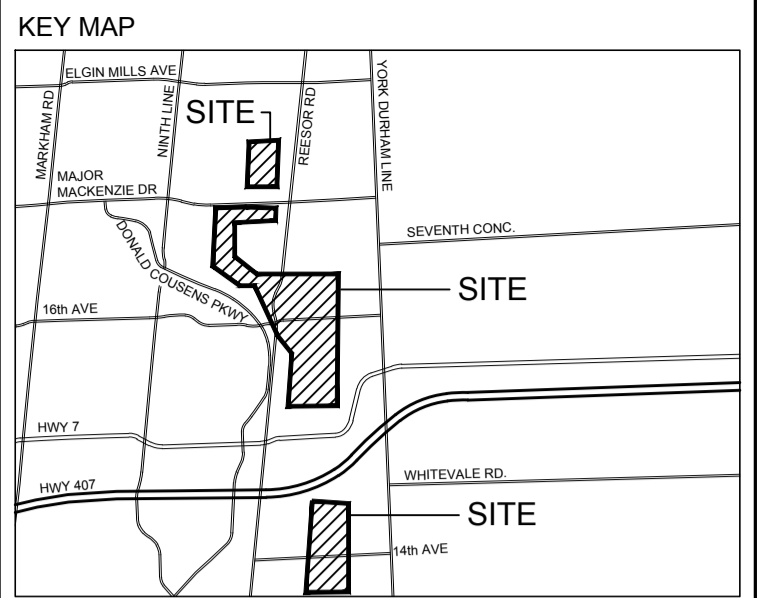 KEY MAP
ELGIN MILLS AVE
MARKHAM RD
NINTH LINE
SITE
REESOR RD
YORK DURHAM LINE
MAJOR
MACKENZIE DR
DONALD COUSENS PKWY
SEVENTH CONC.
SITE
16th AVE
HWY 7
HWY 407
WHITEVALE RD.
SITE
14th AVE